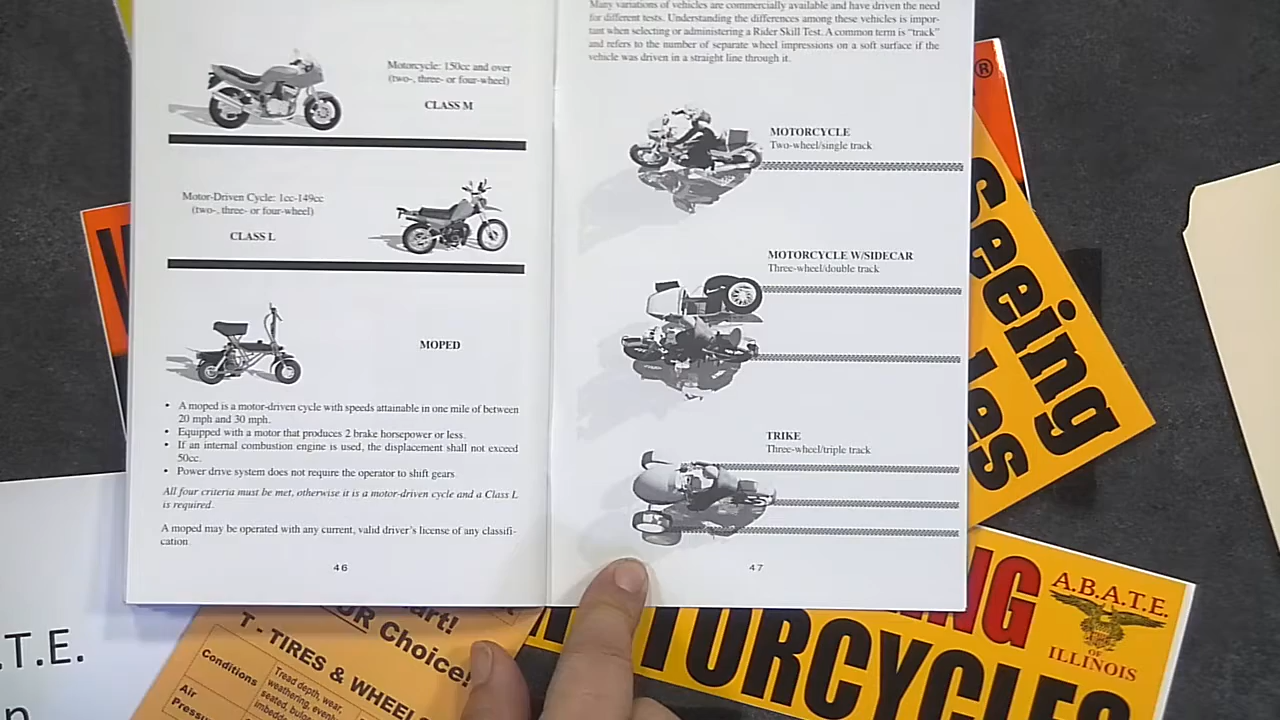 Motorcycle: 150cc and over
(two-, three- or four-wheel)
CLASS M
Motor-Driven Cycle: 1cc-149cc
(two-, three- or four-wheel)
CLASS L
MOPED
• A moped is a motor-driven cycle with speeds attainable in one mile of between
20 mph and 30 mph.
• Equipped with a motor that produces 2 brake horsepower or less.
• If an internal combustion engine is used, the displacement shall not exceed
50cc.
• Power drive system does not require the operator to shift gears.
All four criteria must be met, otherwise it is a motor-driven cycle and a Class L
is required.
A moped may be operated with any current, valid driver's license of any classifi-
cation.
46
Many variations of vehicles are commercially available and have driven the need
for different tests. Understanding the differences among these vehicles is impor-
tant when selecting or administering a Rider Skill Test. A common term is "track"
and refers to the number of separate wheel impressions on a soft surface if the
vehicle was driven in a straight line through it.
MOTORCYCLE
Two-wheel/single track
MOTORCYCLE W/SIDECAR
Three-wheel/double track
TRIKE
Three-wheel/triple track
47
®
Seeing
A.B.A.T.E.
OF
ILLINOIS
.T.E.
Choice!
T - TIRES & WHEELS
Conditions
Tread depth, wear,
weathering, evenly
seated,
Air